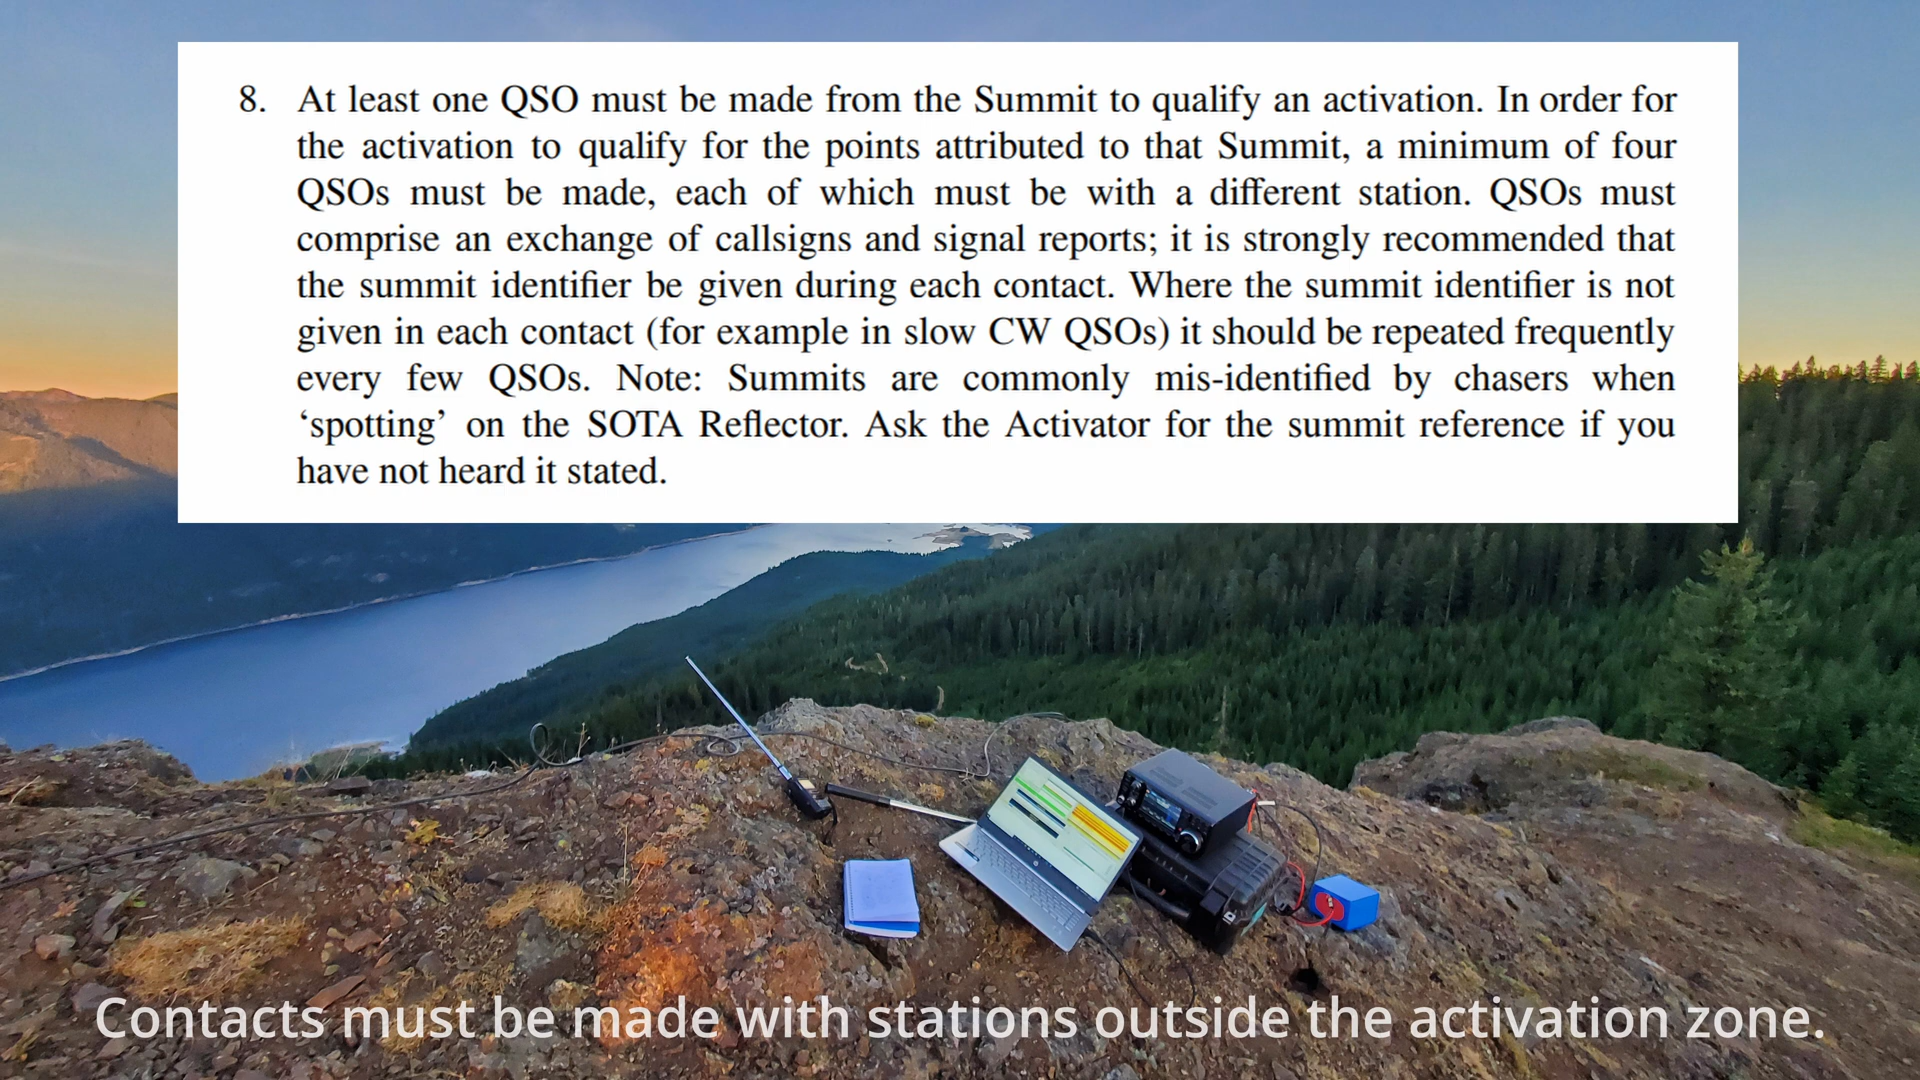 8. At least one QSO must be made from the Summit to qualify an activation. In order for
the activation to qualify for the points attributed to that Summit, a minimum of four
QSOs must be made, each of which must be with a different station. QSOs must
comprise an exchange of callsigns and signal reports; it is strongly recommended that
the summit identifier be given during each contact. Where the summit identifier is not
given in each contact (for example in slow CW QSOs) it should be repeated frequently
every few QSOs. Note: Summits are commonly mis-identified by chasers when
‘spotting’ on the SOTA Reflector. Ask the Activator for the summit reference if you
have not heard it stated.
Contacts must be made with stations outside the activation zone.